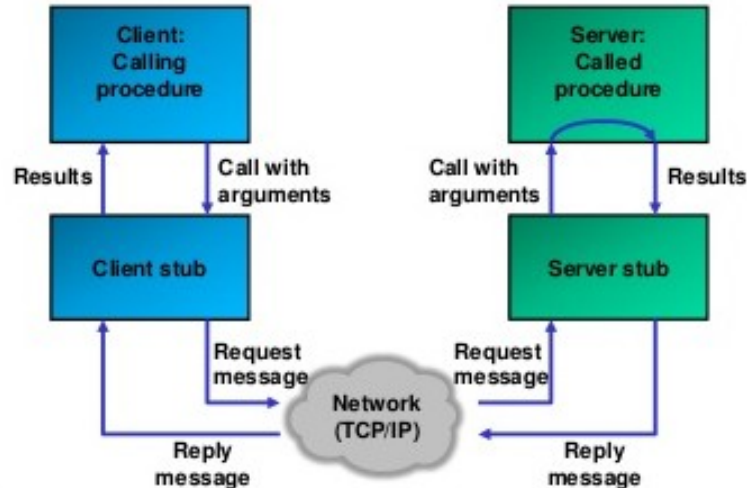 Client:
Calling
procedure
Server:
Called
procedure
Results
Call with
arguments
Call with
arguments
Results
Client stub
Server stub
Request
message
Request
message
Network
(TCP/IP)
Reply
message
Reply
message